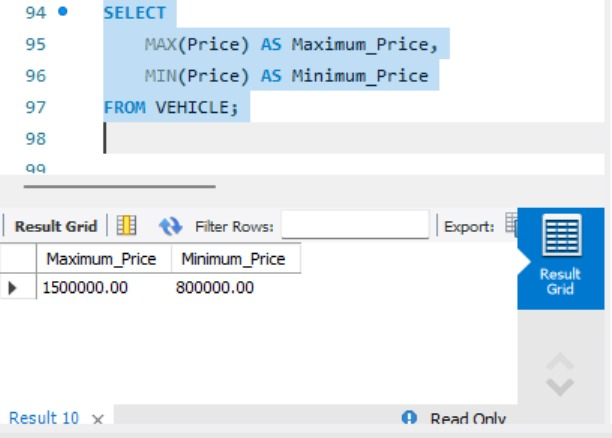 94 SELECT
95 MAX(Price) AS Maximum_Price,
96 MIN(Price) AS Minimum_Price
97 FROM VEHICLE;
98
99
Result Grid Filter Rows: Export:
Maximum_Price Minimum_Price
1500000.00 800000.00
Result
Grid
Result 10 Read Only